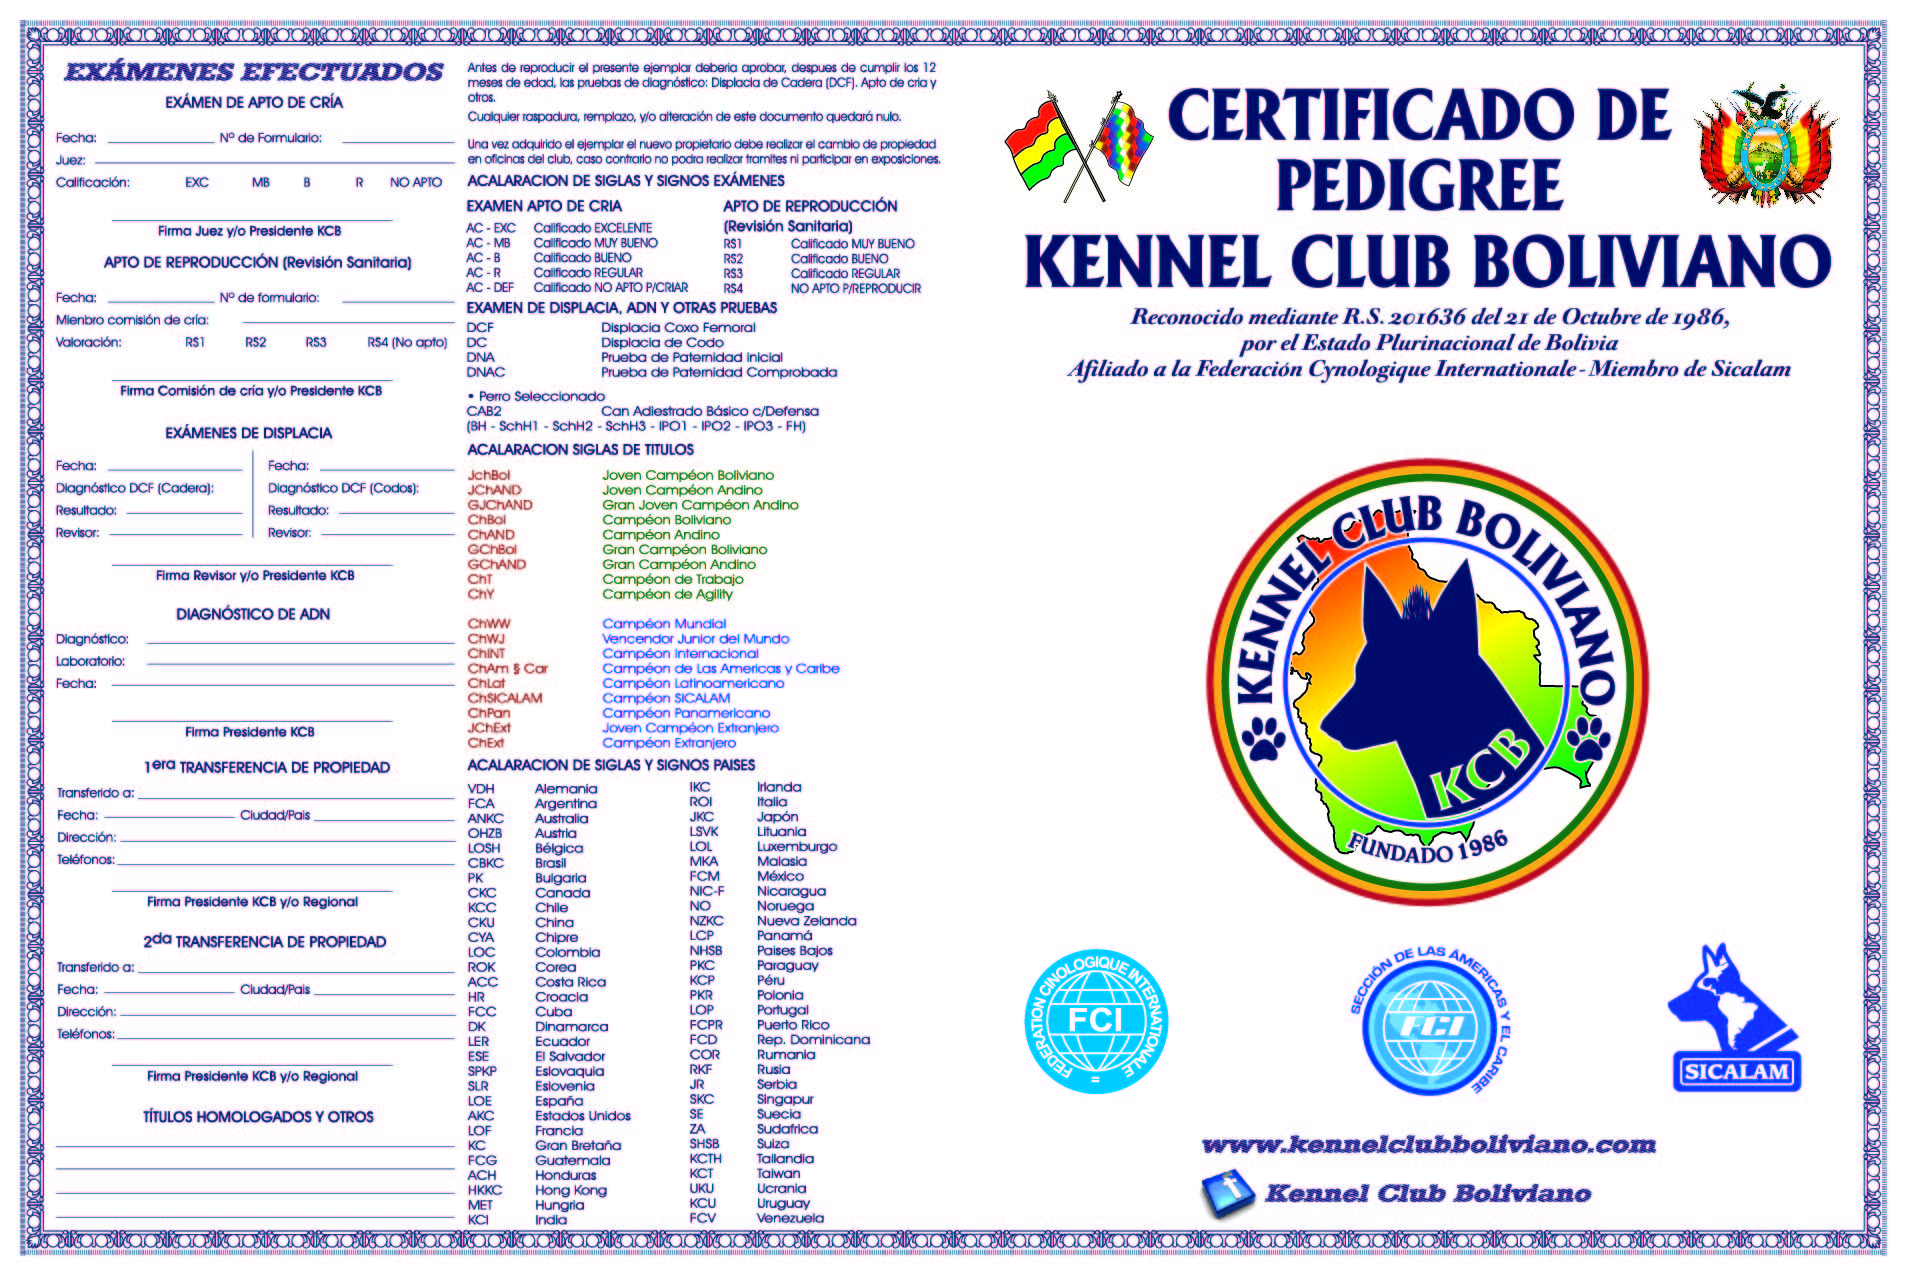 EXÁMENES EFECTUADOS
EXÁMEN DE APTO DE CRÍA
Fecha: Nº de Formulario:
Juez:
Calificación: EXC MB B R NO APTO
Firma Juez y/o Presidente KCB
APTO DE REPRODUCCIÓN (Revisión Sanitaria)
Fecha: Nº de formulario:
Mienbro comisión de cría:
Valoración: RS1 RS2 RS3 RS4 (No apto)
Firma Comisión de cría y/o Presidente KCB
EXÁMENES DE DISPLACIA
Fecha: Fecha:
Diagnóstico DCF (Cadera): Diagnóstico DCF (Codos):
Resultado: Resultado:
Revisor: Revisor:
Firma Revisor y/o Presidente KCB
DIAGNÓSTICO DE ADN
Diagnóstico:
Laboratorio:
Fecha:
Firma Presidente KCB
1era TRANSFERENCIA DE PROPIEDAD
Transferido a:
Fecha: Ciudad/Pais
Dirección:
Teléfonos:
Firma Presidente KCB y/o Regional
2da TRANSFERENCIA DE PROPIEDAD
Transferido a:
Fecha: Ciudad/Pais
Dirección:
Teléfonos:
Firma Presidente KCB y/o Regional
TÍTULOS HOMOLOGADOS Y OTROS
Antes de reproducir el presente ejemplar deberia aprobar, despues de cumplir los 12
meses de edad, las pruebas de diagnóstico: Displacia de Cadera (DCF). Apto de cria y
otros.
Cualquier raspadura, remplazo, y/o alteración de este documento quedará nulo.
Una vez adquirido el ejemplar el nuevo propietario debe realizar el cambio de propiedad
en oficinas del club, caso contrario no podra realizar tramites ni participar en exposiciones.
ACALARACION DE SIGLAS Y SIGNOS EXÁMENES
EXAMEN APTO DE CRIA
AC - EXC Calificado EXCELENTE
AC - MB Calificado MUY BUENO
AC - B Calificado BUENO
AC - R Calificado REGULAR
AC - DEF Calificado NO APTO P/CRIAR
APTO DE REPRODUCCIÓN
(Revisión Sanitaria)
RS1 Calificado MUY BUENO
RS2 Calificado BUENO
RS3 Calificado REGULAR
RS4 NO APTO P/REPRODUCIR
EXAMEN DE DISPLACIA, ADN Y OTRAS PRUEBAS
DCF Displacia Coxo Femoral
DC Displacia de Codo
DNA Prueba de Paternidad inicial
DNAC Prueba de Paternidad Comprobada
• Perro Seleccionado
CAB2 Can Adiestrado Básico c/Defensa
(BH - SchH1 - SchH2 - SchH3 - IPO1 - IPO2 - IPO3 - FH)
ACALARACION SIGLAS DE TITULOS
JchBol Joven Campéon Boliviano
JChAND Joven Campéon Andino
GJChAND Gran Joven Campéon Andino
ChBol Campéon Boliviano
ChAND Campéon Andino
GChBol Gran Campéon Boliviano
GChAND Gran Campéon Andino
ChT Campéon de Trabajo
ChY Campéon de Agility
ChWW Campéon Mundial
ChWJ Vencendor Junior del Mundo
ChINT Campéon Internacional
ChAm § Car Campéon de Las Americas y Caribe
ChLat Campéon Latinoamericano
ChSICALAM Campéon SICALAM
ChPan Campéon Panamericano
JChExt Joven Campéon Extranjero
ChExt Campéon Extranjero
ACALARACION DE SIGLAS Y SIGNOS PAISES
VDH Alemania
FCA Argentina
ANKC Australia
OHZB Austria
LOSH Bélgica
CBKC Brasil
PK Bulgaria
CKC Canada
KCC Chile
CKU China
CYA Chipre
LOC Colombia
ROK Corea
ACC Costa Rica
HR Croacia
FCC Cuba
DK Dinamarca
LER Ecuador
ESE El Salvador
SPKP Eslovaquia
SLR Eslovenia
LOE España
AKC Estados Unidos
LOF Francia
KC Gran Bretaña
FCG Guatemala
ACH Honduras
HKKC Hong Kong
MET Hungria
KCI India
IKC Irlanda
ROI Italia
JKC Japón
LSVK Lituania
LOL Luxemburgo
MKA Malasia
FCM México
NIC-F Nicaragua
NO Noruega
NZKC Nueva Zelanda
LCP Panamá
NHSB Paises Bajos
PKC Paraguay
KCP Péru
PKR Polonia
LOP Portugal
FCPR Puerto Rico
FCD Rep. Dominicana
COR Rumania
RKF Rusia
JR Serbia
SKC Singapur
SE Suecia
ZA Sudafrica
SHSB Suiza
KCTH Tailandia
KCT Taiwan
UKU Ucrania
KCU Uruguay
FCV Venezuela
CERTIFICADO DE
PEDIGREE
KENNEL CLUB BOLIVIANO
Reconocido mediante R.S. 201636 del 21 de Octubre de 1986,
por el Estado Plurinacional de Bolivia
Afiliado a la Federación Cynologique Internationale - Miembro de Sicalam
KENNEL CLUB BOLIVIANO
KCB
FUNDADO 1986
FEDERATION CINOLOGIQUE INTERNATIONALE
FCI
SECCIÓN DE LAS ÁMERICAS Y EL CARIBE
FCI
SICALAM
www.kennelclubboliviano.com
f Kennel Club Boliviano